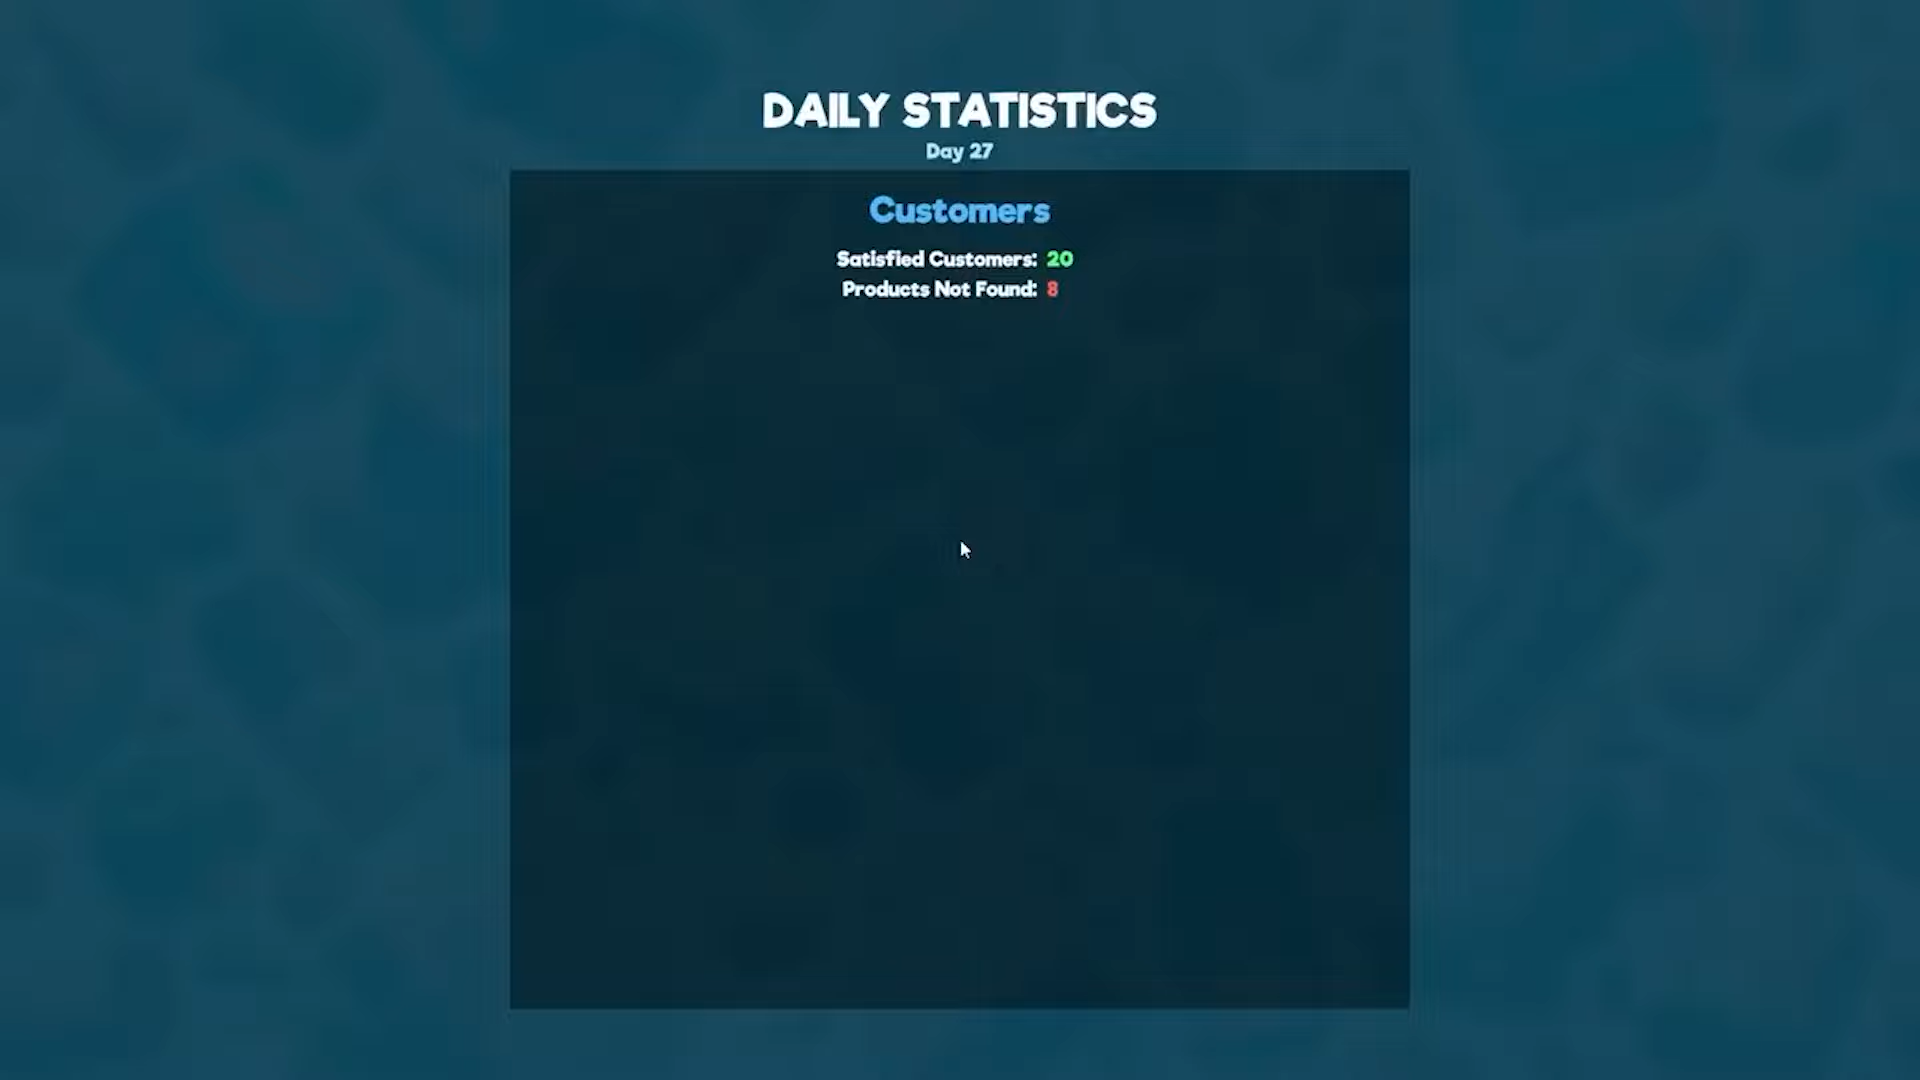 DAILY STATISTICS
Day 27
Customers
Satisfied Customers: 20
Products Not Found: 8